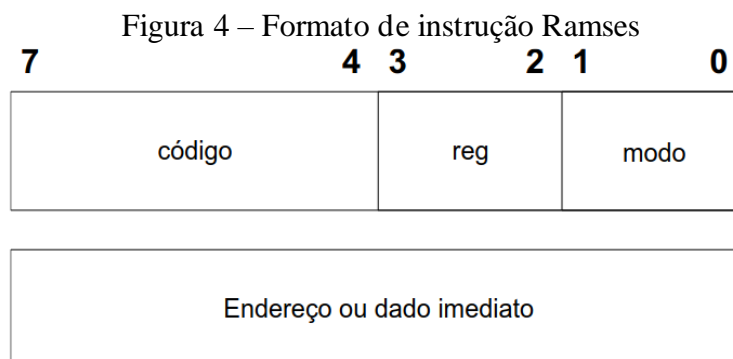 Figura 4 – Formato de instrução Ramses
7 4 3 2 1 0
código reg modo
Endereço ou dado imediato